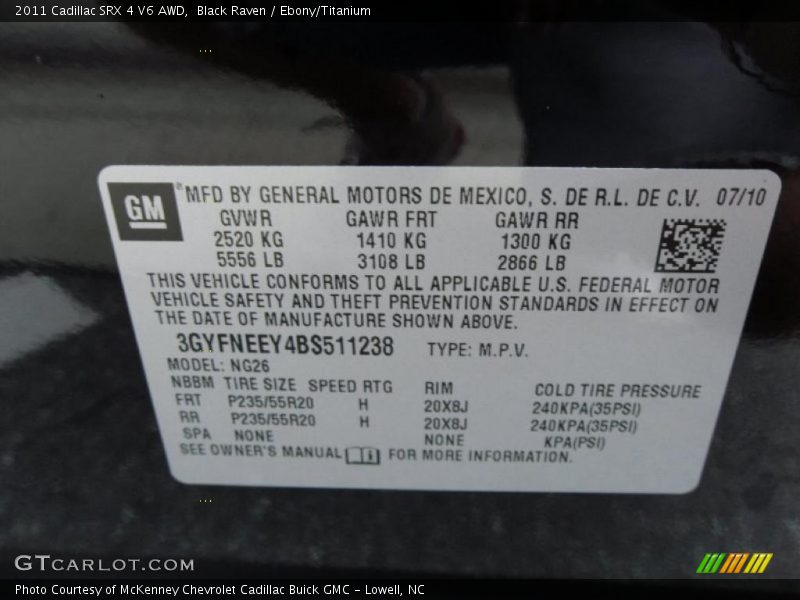 2011 Cadillac SRX 4 V6 AWD, Black Raven / Ebony/Titanium
GM
MFD BY GENERAL MOTORS DE MEXICO, S. DE R.L. DE C.V. 07/10
GVWR GAWR FRT GAWR RR
2520 KG 1410 KG 1300 KG
5556 LB 3108 LB 2866 LB
THIS VEHICLE CONFORMS TO ALL APPLICABLE U.S. FEDERAL MOTOR
VEHICLE SAFETY AND THEFT PREVENTION STANDARDS IN EFFECT ON
THE DATE OF MANUFACTURE SHOWN ABOVE.
3GYFNEEY4BS511238 TYPE: M.P.V.
MODEL: NG26
NBBM TIRE SIZE SPEED RTG RIM COLD TIRE PRESSURE
FRT P235/55R20 H 20X8J 240KPA(35PSI)
RR P235/55R20 H 20X8J 240KPA(35PSI)
SPA NONE NONE KPA(PSI)
SEE OWNER'S MANUAL FOR MORE INFORMATION.
GTCARLOT.COM
Photo Courtesy of McKenney Chevrolet Cadillac Buick GMC - Lowell, NC